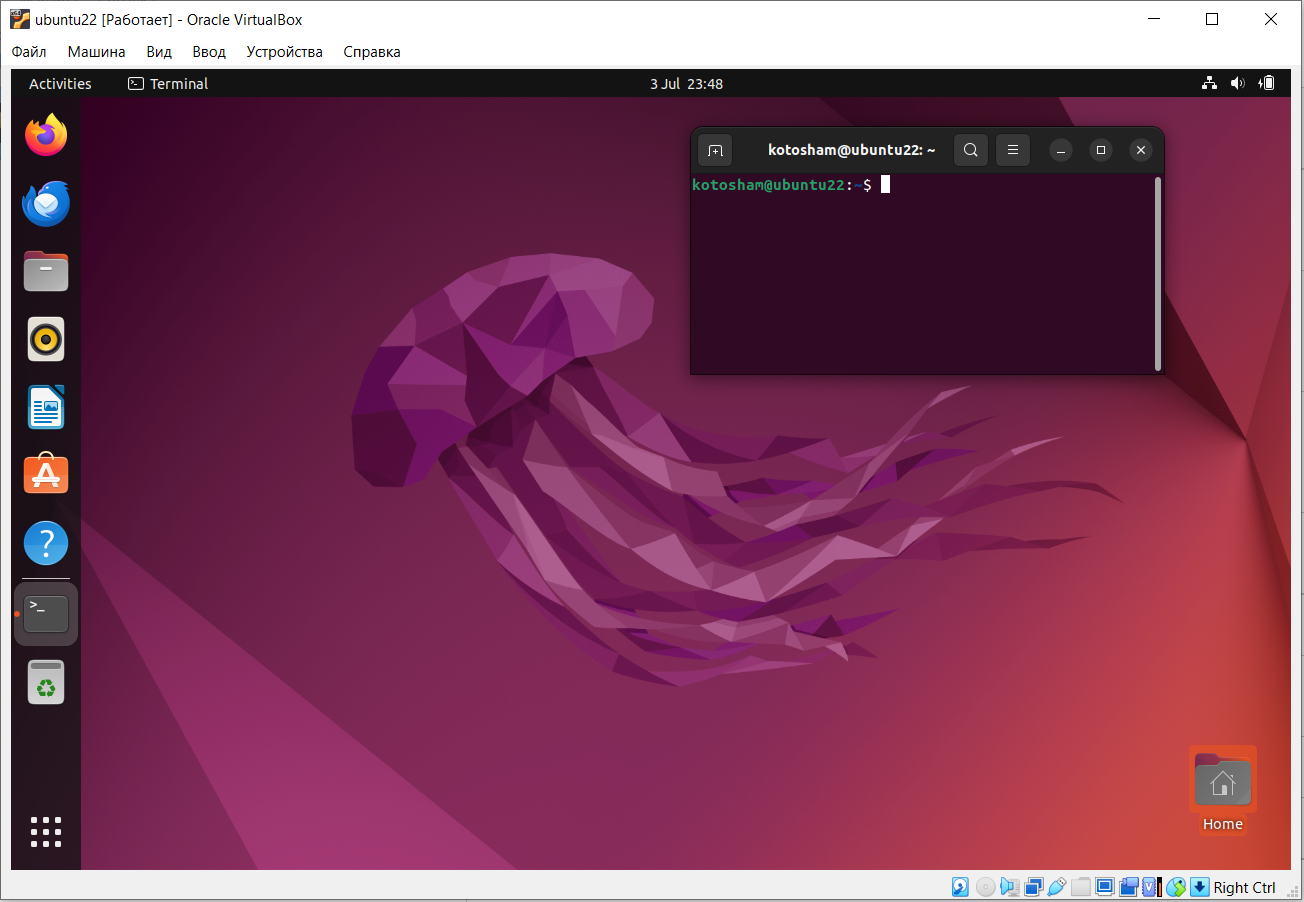 ubuntu22 [Работает] - Oracle VirtualBox
Файл Машина Вид Ввод Устройства Справка
Activities Terminal 3 Jul 23:48
kotosham@ubuntu22: ~
kotosham@ubuntu22:~$
Home
Right Ctrl